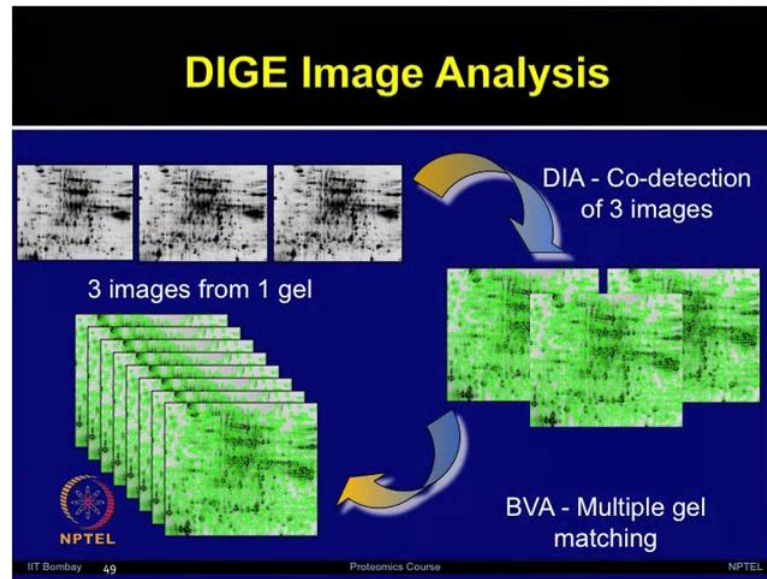 DIGE Image Analysis
DIA - Co-detection
of 3 images
3 images from 1 gel
BVA - Multiple gel
matching
NPTEL
IIT Bombay 49 Proteomics Course NPTEL